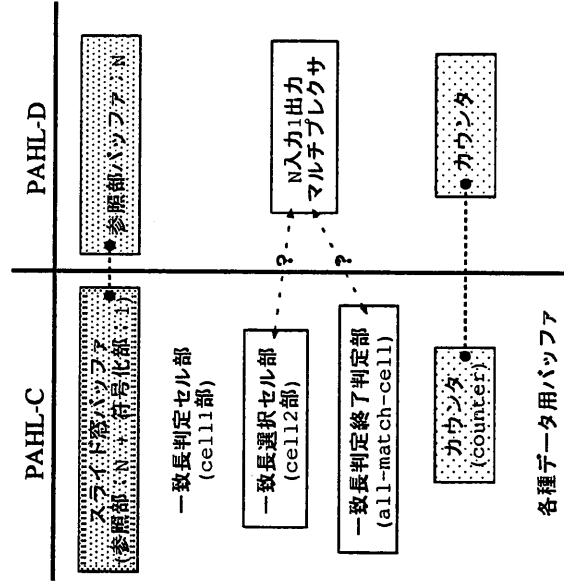 PAHL-C
PAHL-D
スライド窓バッファ
(参照部：N + 符号化部：1)
参照部バッファ：N
一致長判定セル部
(cell1部)
一致長選択セル部
(cell2部)
?
N入力1出力
マルチプレクサ
一致長判定終了判定部
(all-match-cell)
?
カウンタ
(counter)
カウンタ
各種データ用バッファ